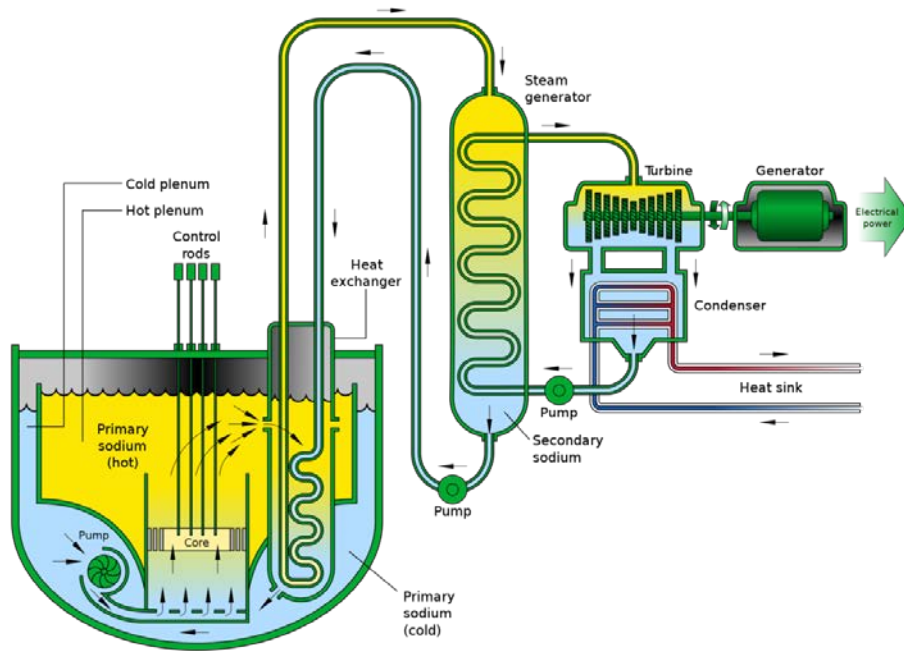 Steam
generator
Cold plenum
Hot plenum
Control
rods
Heat
exchanger
Turbine
Generator
Electrical
power
Condenser
Heat sink
Pump
Secondary
sodium
Pump
Primary
sodium
(hot)
Pump
Core
Primary
sodium
(cold)